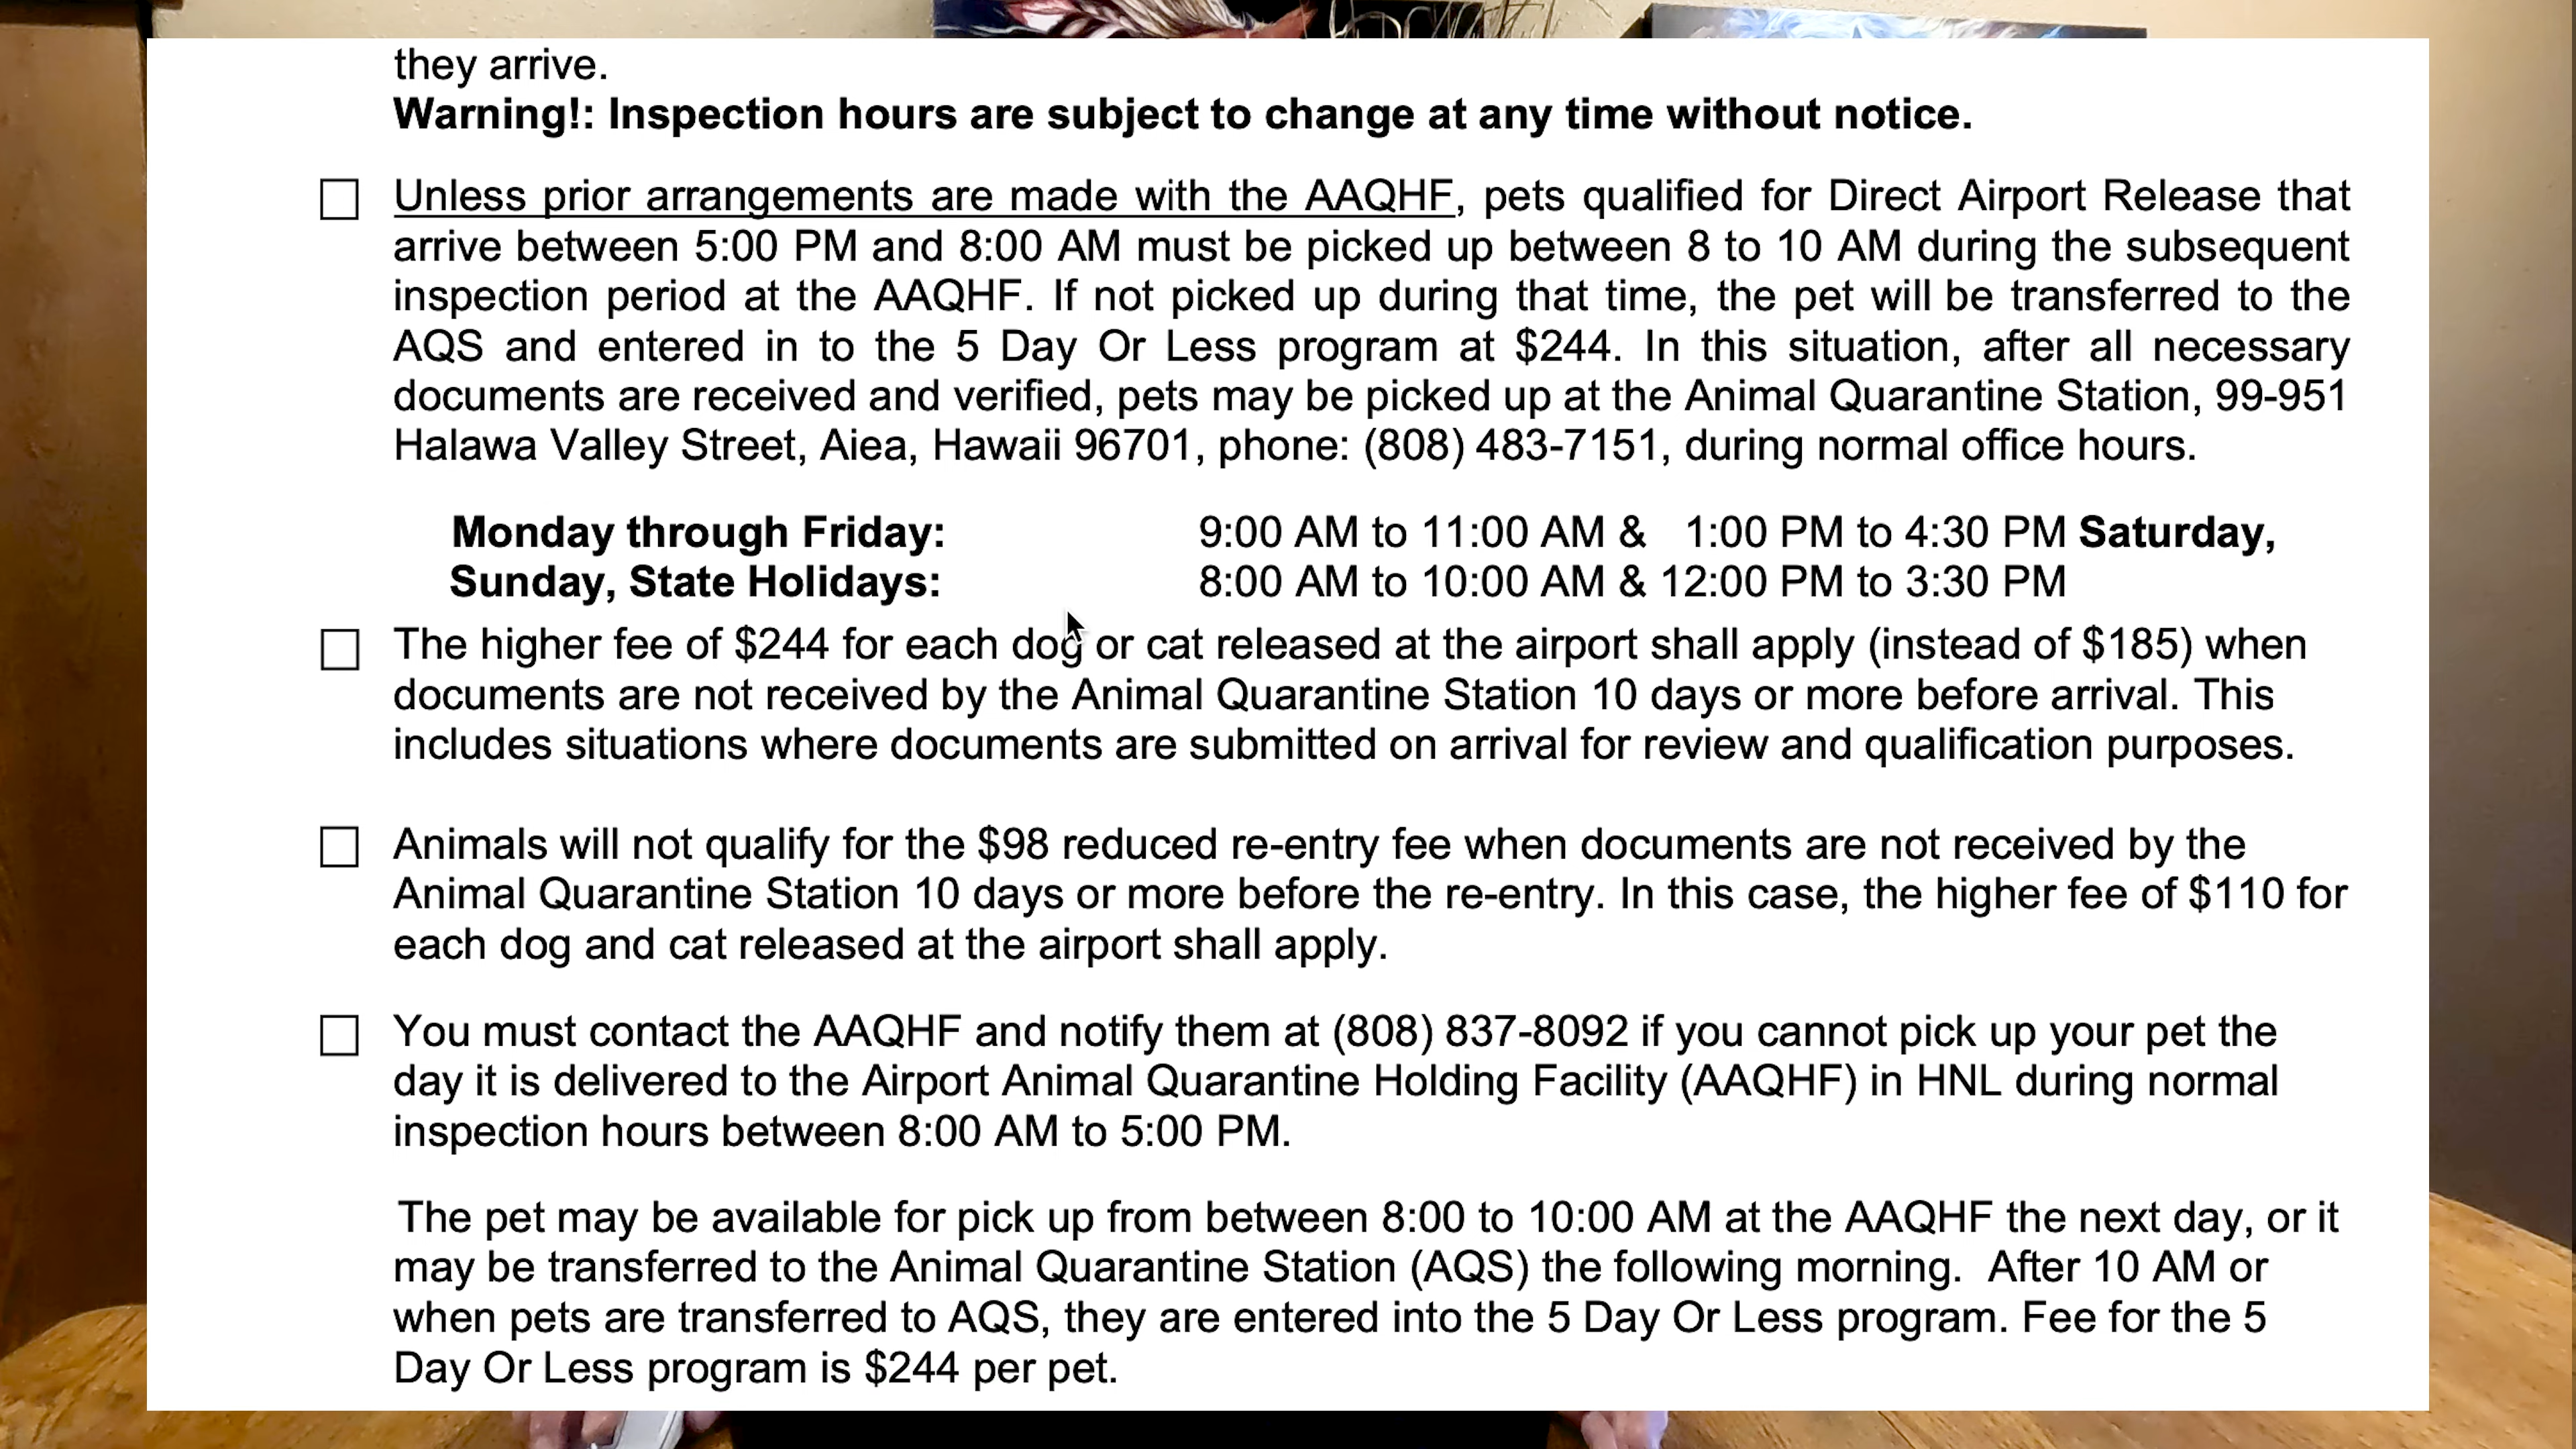 they arrive.
Warning!: Inspection hours are subject to change at any time without notice.
Unless prior arrangements are made with the AAQHF, pets qualified for Direct Airport Release that
arrive between 5:00 PM and 8:00 AM must be picked up between 8 to 10 AM during the subsequent
inspection period at the AAQHF. If not picked up during that time, the pet will be transferred to the
AQS and entered in to the 5 Day Or Less program at $244. In this situation, after all necessary
documents are received and verified, pets may be picked up at the Animal Quarantine Station, 99-951
Halawa Valley Street, Aiea, Hawaii 96701, phone: (808) 483-7151, during normal office hours.
Monday through Friday: 9:00 AM to 11:00 AM & 1:00 PM to 4:30 PM Saturday,
Sunday, State Holidays: 8:00 AM to 10:00 AM & 12:00 PM to 3:30 PM
The higher fee of $244 for each dog or cat released at the airport shall apply (instead of $185) when
documents are not received by the Animal Quarantine Station 10 days or more before arrival. This
includes situations where documents are submitted on arrival for review and qualification purposes.
Animals will not qualify for the $98 reduced re-entry fee when documents are not received by the
Animal Quarantine Station 10 days or more before the re-entry. In this case, the higher fee of $110 for
each dog and cat released at the airport shall apply.
You must contact the AAQHF and notify them at (808) 837-8092 if you cannot pick up your pet the
day it is delivered to the Airport Animal Quarantine Holding Facility (AAQHF) in HNL during normal
inspection hours between 8:00 AM to 5:00 PM.
The pet may be available for pick up from between 8:00 to 10:00 AM at the AAQHF the next day, or it
may be transferred to the Animal Quarantine Station (AQS) the following morning. After 10 AM or
when pets are transferred to AQS, they are entered into the 5 Day Or Less program. Fee for the 5
Day Or Less program is $244 per pet.